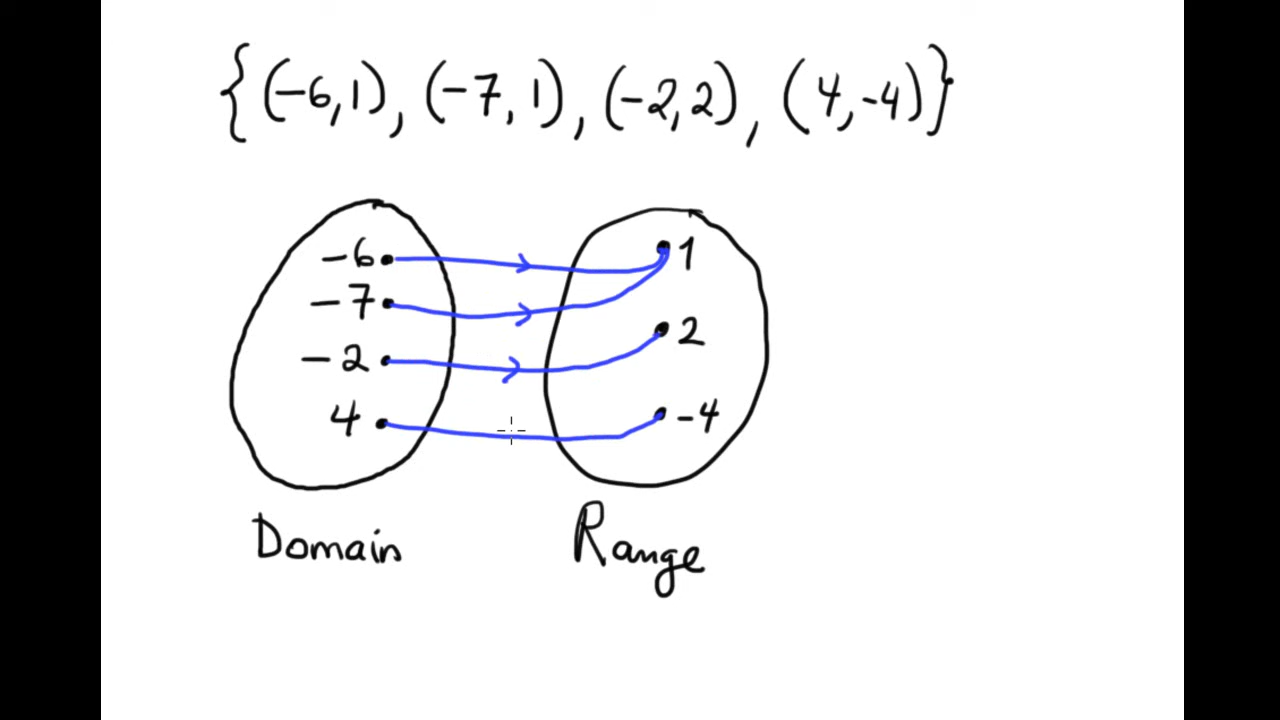 {(-6,1), (-7,1), (-2,2), (4,-4)}
-6 1
-7
2
-2
4 -4
Domain Range